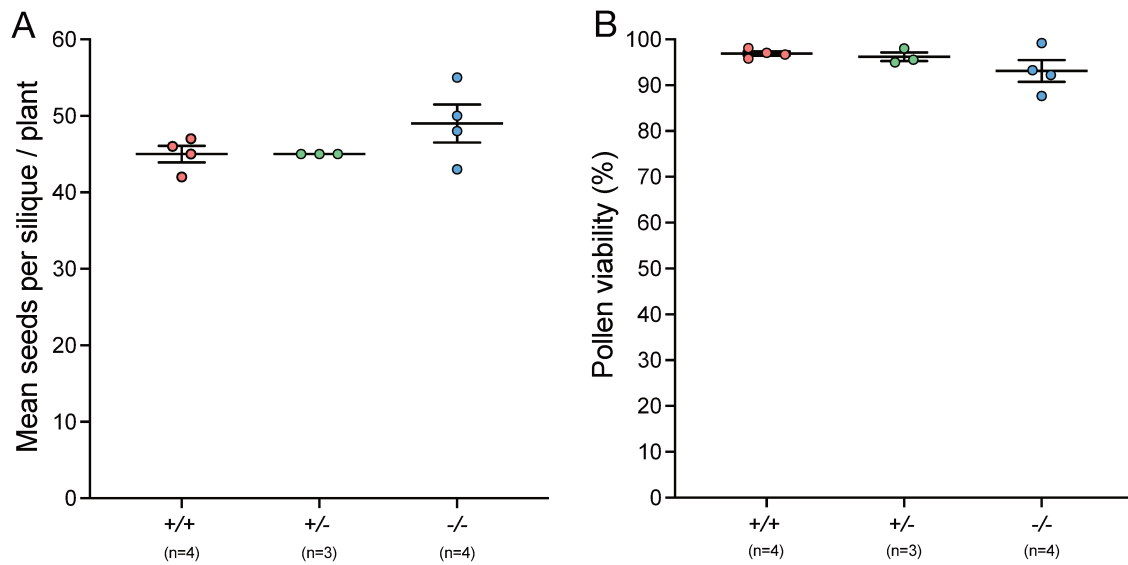 A
Mean seeds per silique / plant
60
50
40
30
20
10
0
+/+
+/-
-/-
(n=4)
(n=3)
(n=4)
B
Pollen viability (%)
100
90
80
70
60
50
40
30
20
10
0
+/+
+/-
-/-
(n=4)
(n=3)
(n=4)